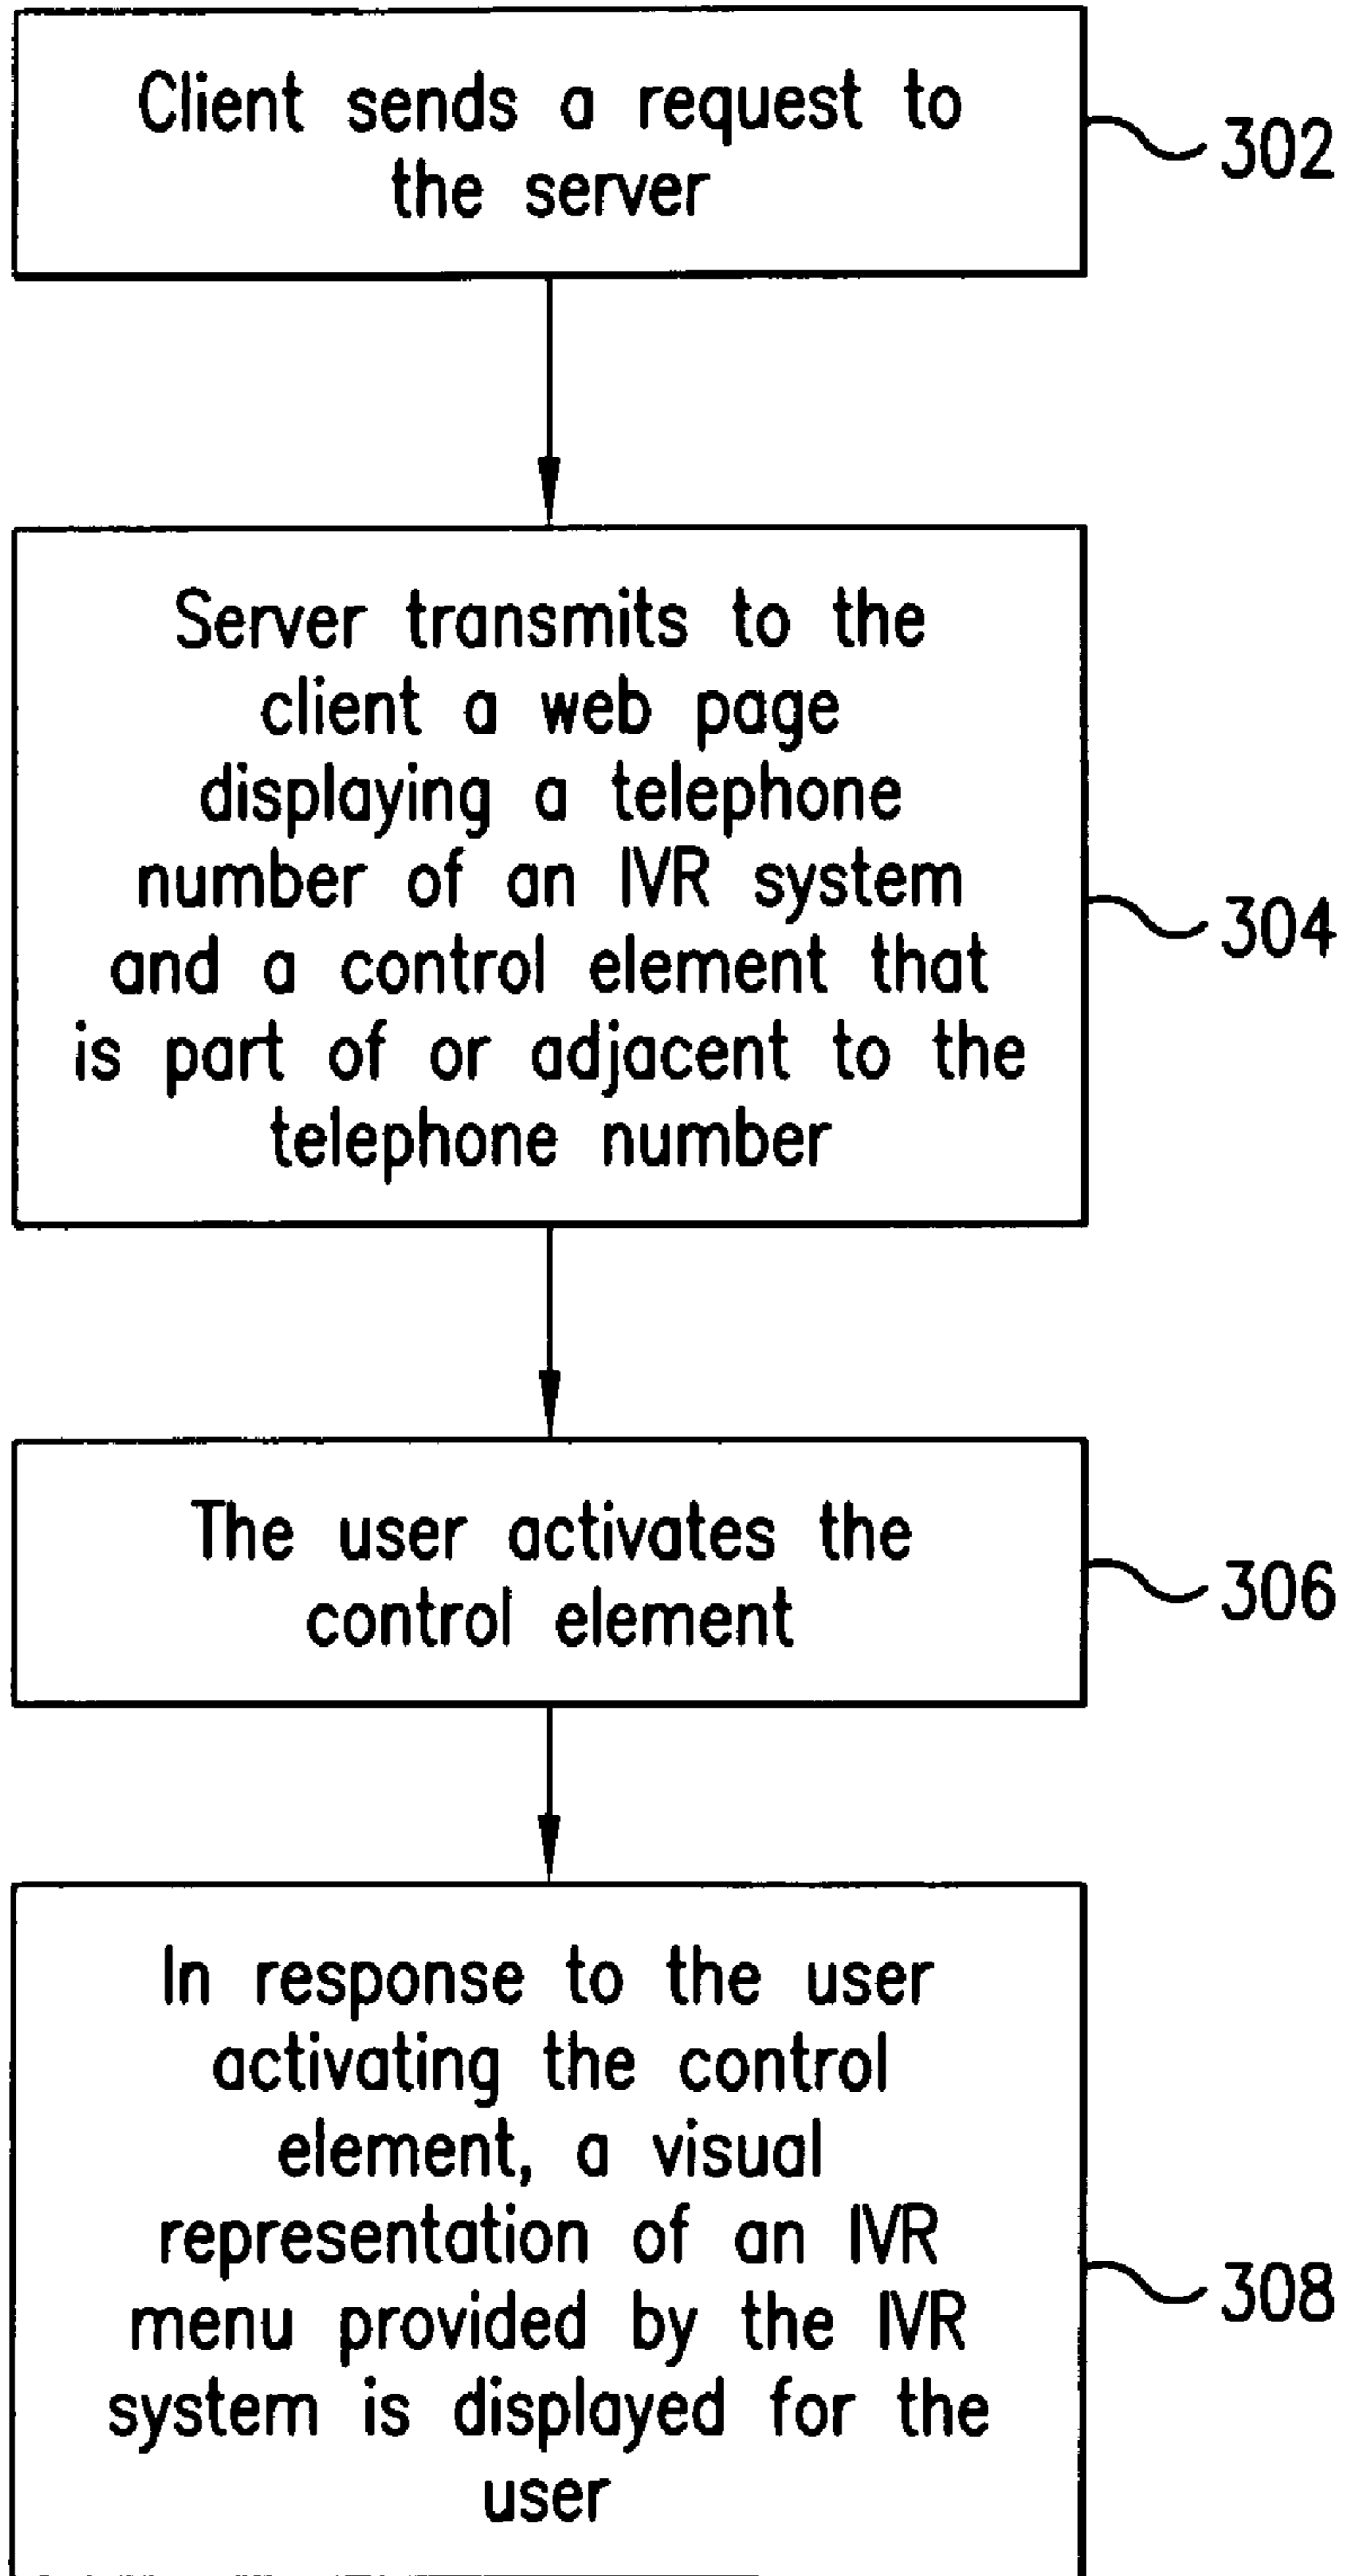 Client sends a request to
the server
302
Server transmits to the
client a web page
displaying a telephone
number of an IVR system
and a control element that
is part of or adjacent to the
telephone number
304
The user activates the
control element
306
In response to the user
activating the control
element, a visual
representation of an IVR
menu provided by the IVR
system is displayed for the
user
308